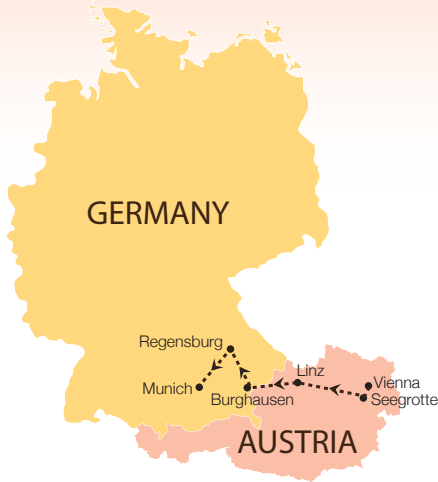 GERMANY
Regensburg
Linz
Munich
Vienna
Burghausen
Seegrotte
AUSTRIA